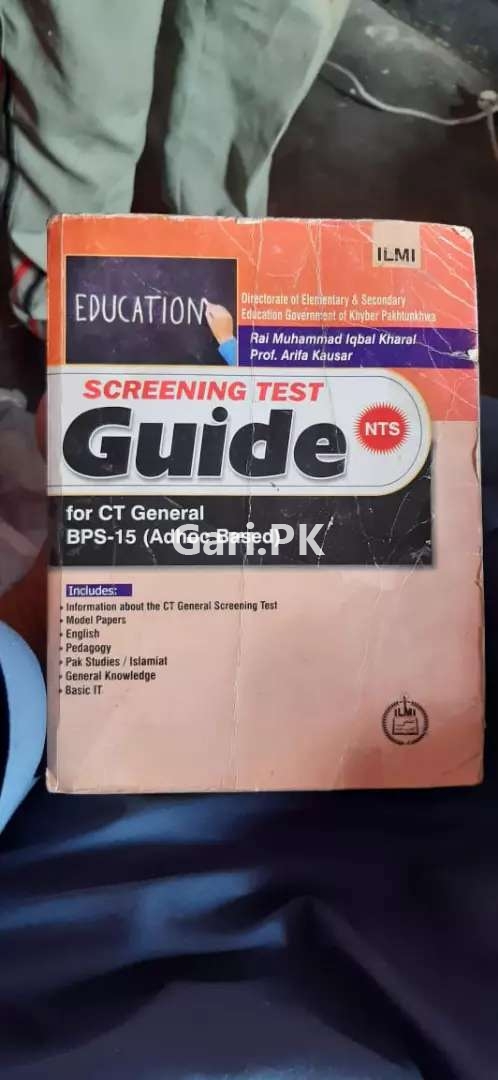 ILMI
EDUCATION
Directorate of Elementary & Secondary
Education Government of Khyber Pakhtunkhwa
Rai Muhammad Iqbal Kharal
Prof. Arifa Kausar
SCREENING TEST
Guide
NTS
for CT General
BPS-15 (Adhoc Based)
Gari.PK
Includes:
Information about the CT General Screening Test
Model Papers
English
Pedagogy
Pak Studies / Islamiat
General Knowledge
Basic IT
ILMI